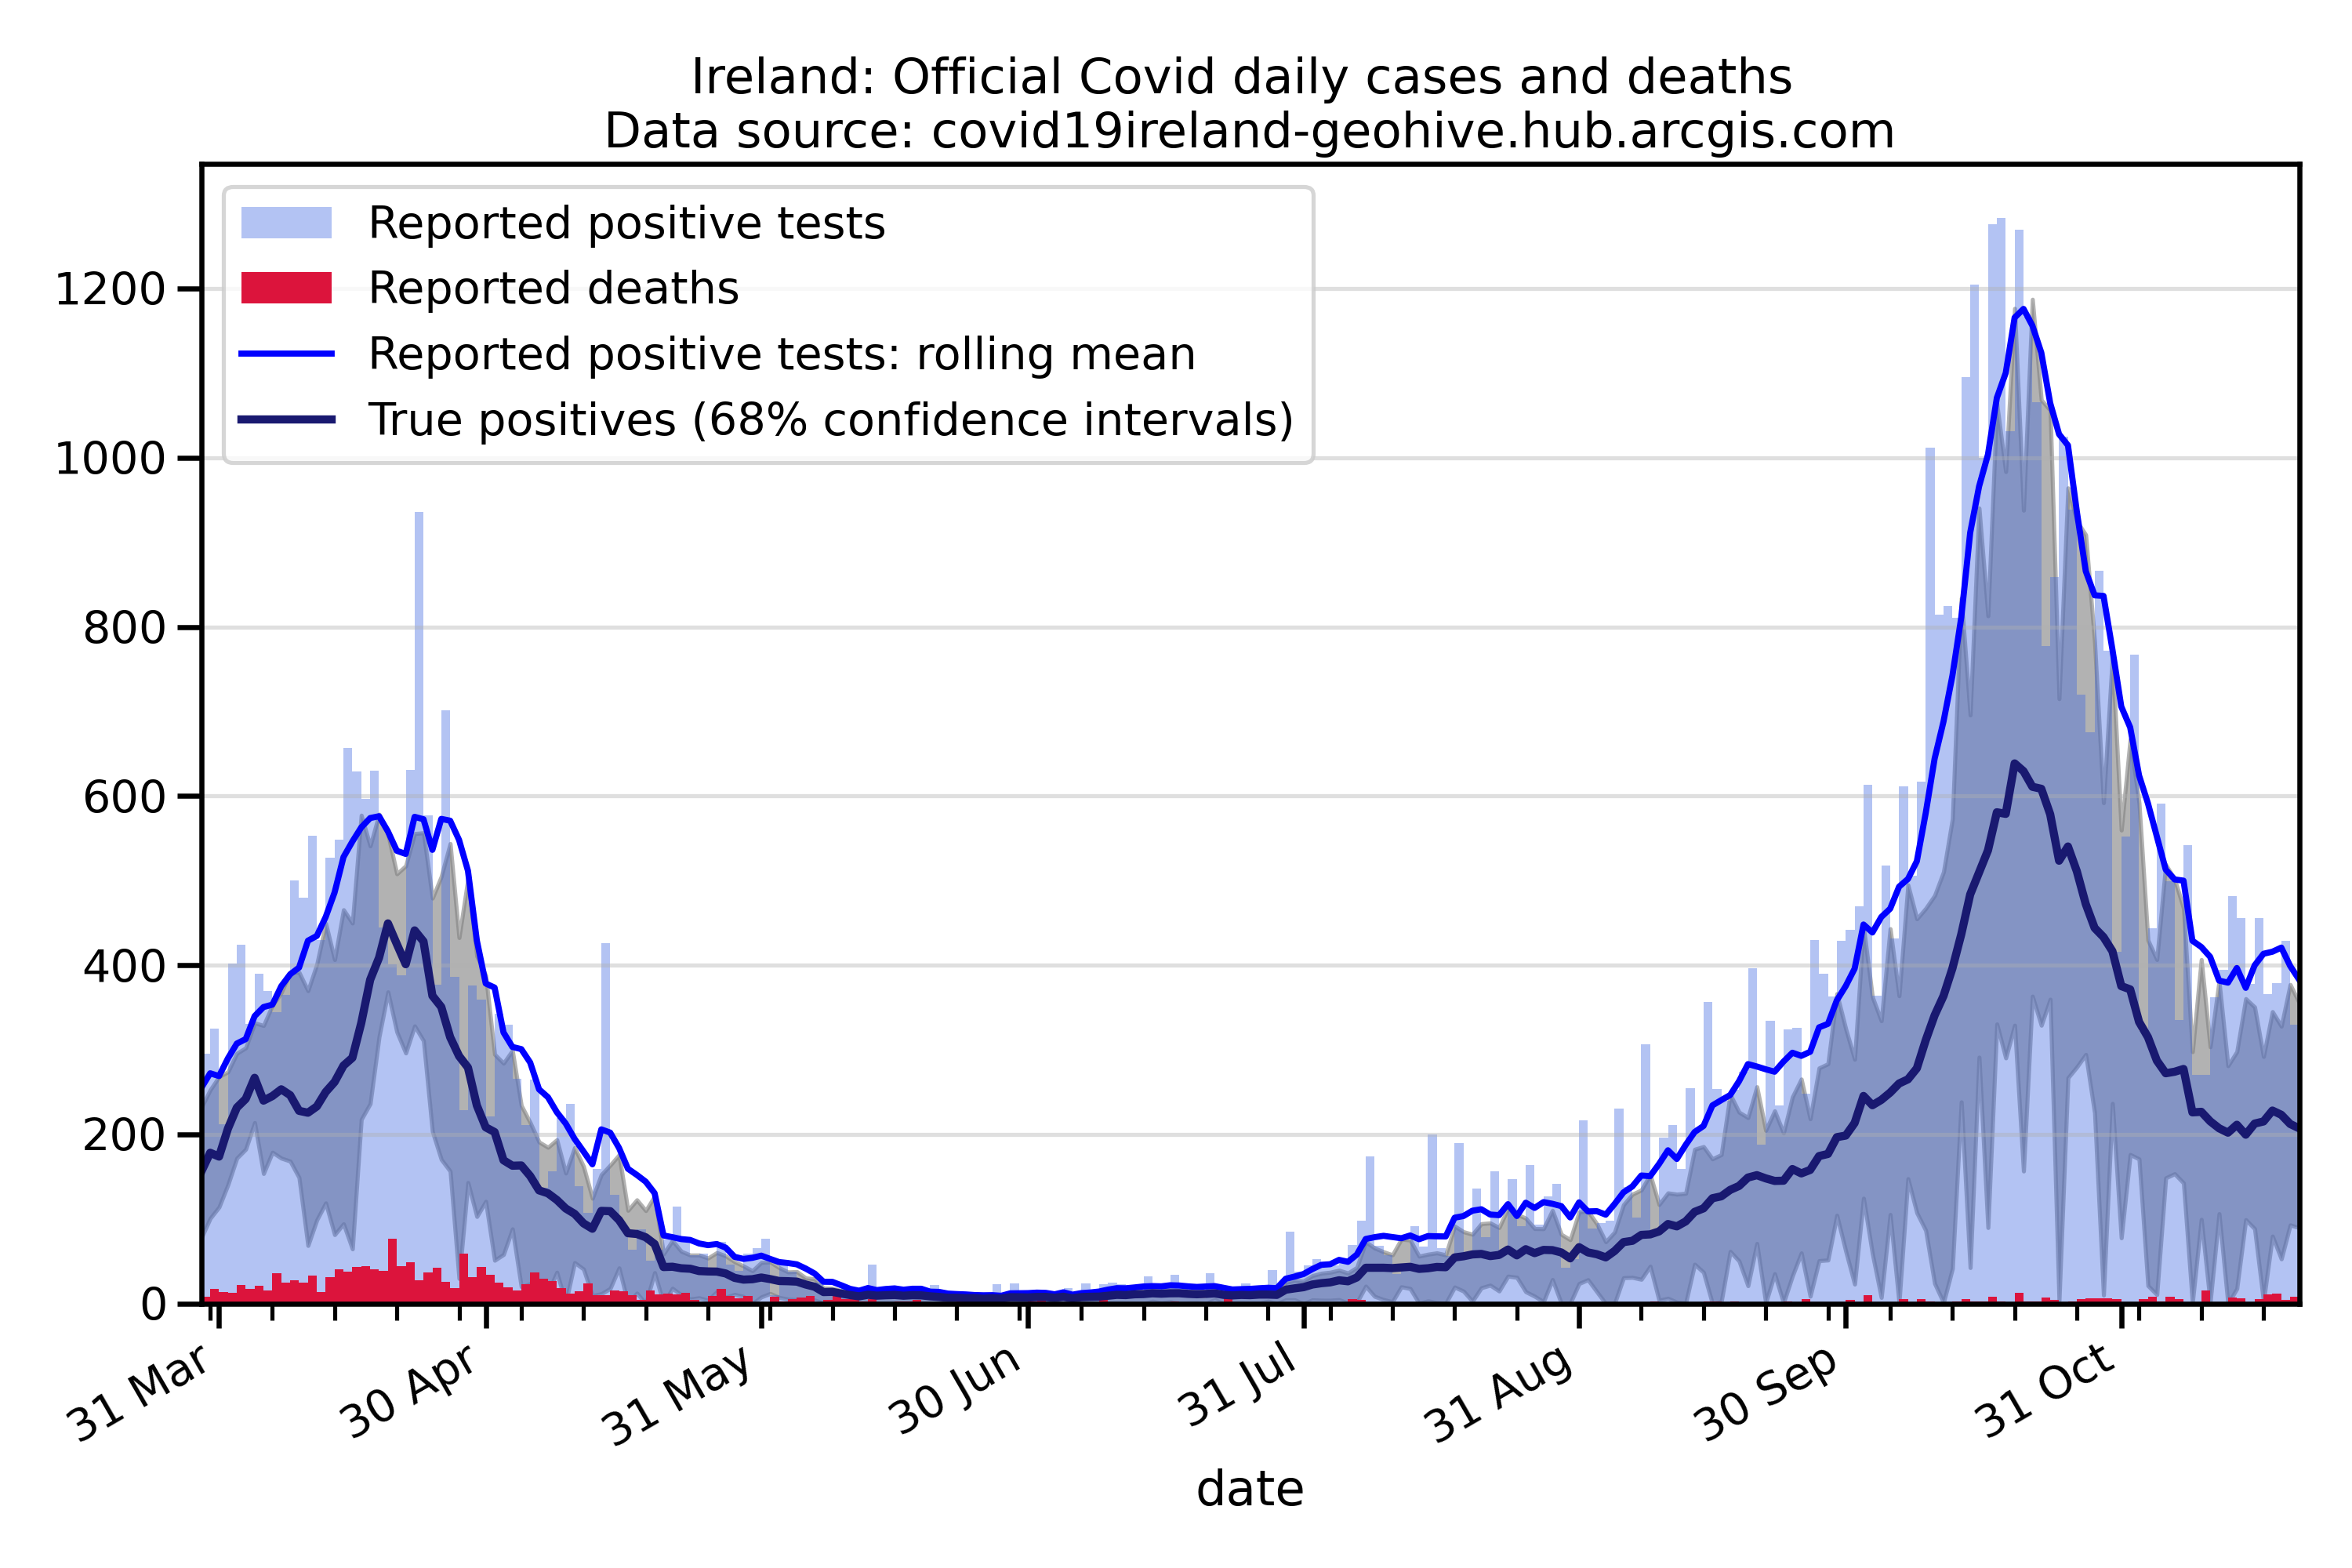 Ireland: Official Covid daily cases and deaths
Data source: covid19ireland-geohive.hub.arcgis.com
Reported positive tests
Reported deaths
Reported positive tests: rolling mean
True positives (68% confidence intervals)
1200
1000
800
600
400
200
0
31 Mar
30 Apr
31 May
30 Jun
31 Jul
31 Aug
30 Sep
31 Oct
date